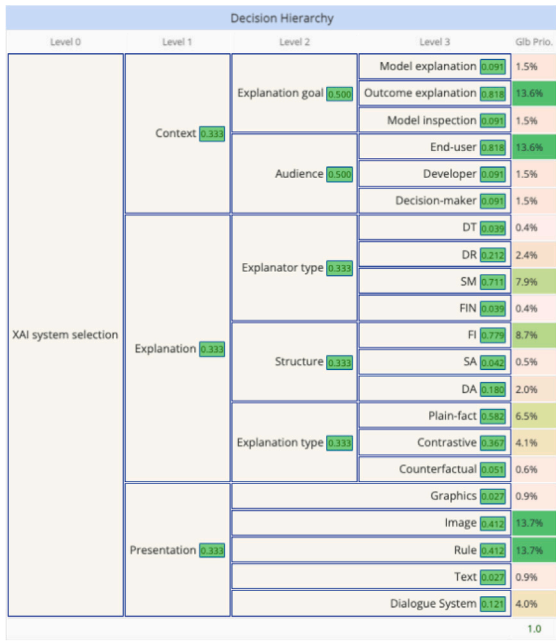 Decision Hierarchy
Level 0 Level 1 Level 2 Level 3 Glb Prio.
Model explanation 0.091 1.5%
Explanation goal 0.500 Outcome explanation 0.818 13.6%
Model inspection 0.091 1.5%
Context 0.333
End-user 0.818 13.6%
Audience 0.500 Developer 0.091 1.5%
Decision-maker 0.091 1.5%
DT 0.039 0.4%
DR 0.212 2.4%
Explanator type 0.333
SM 0.711 7.9%
FIN 0.039 0.4%
XAI system selection
FI 0.779 8.7%
Explanation 0.333
Structure 0.333 SA 0.042 0.5%
DA 0.180 2.0%
Plain-fact 0.582 6.5%
Explanation type 0.333 Contrastive 0.367 4.1%
Counterfactual 0.051 0.6%
Graphics 0.027 0.9%
Image 0.412 13.7%
Presentation 0.333 Rule 0.412 13.7%
Text 0.027 0.9%
Dialogue System 0.121 4.0%
1.0